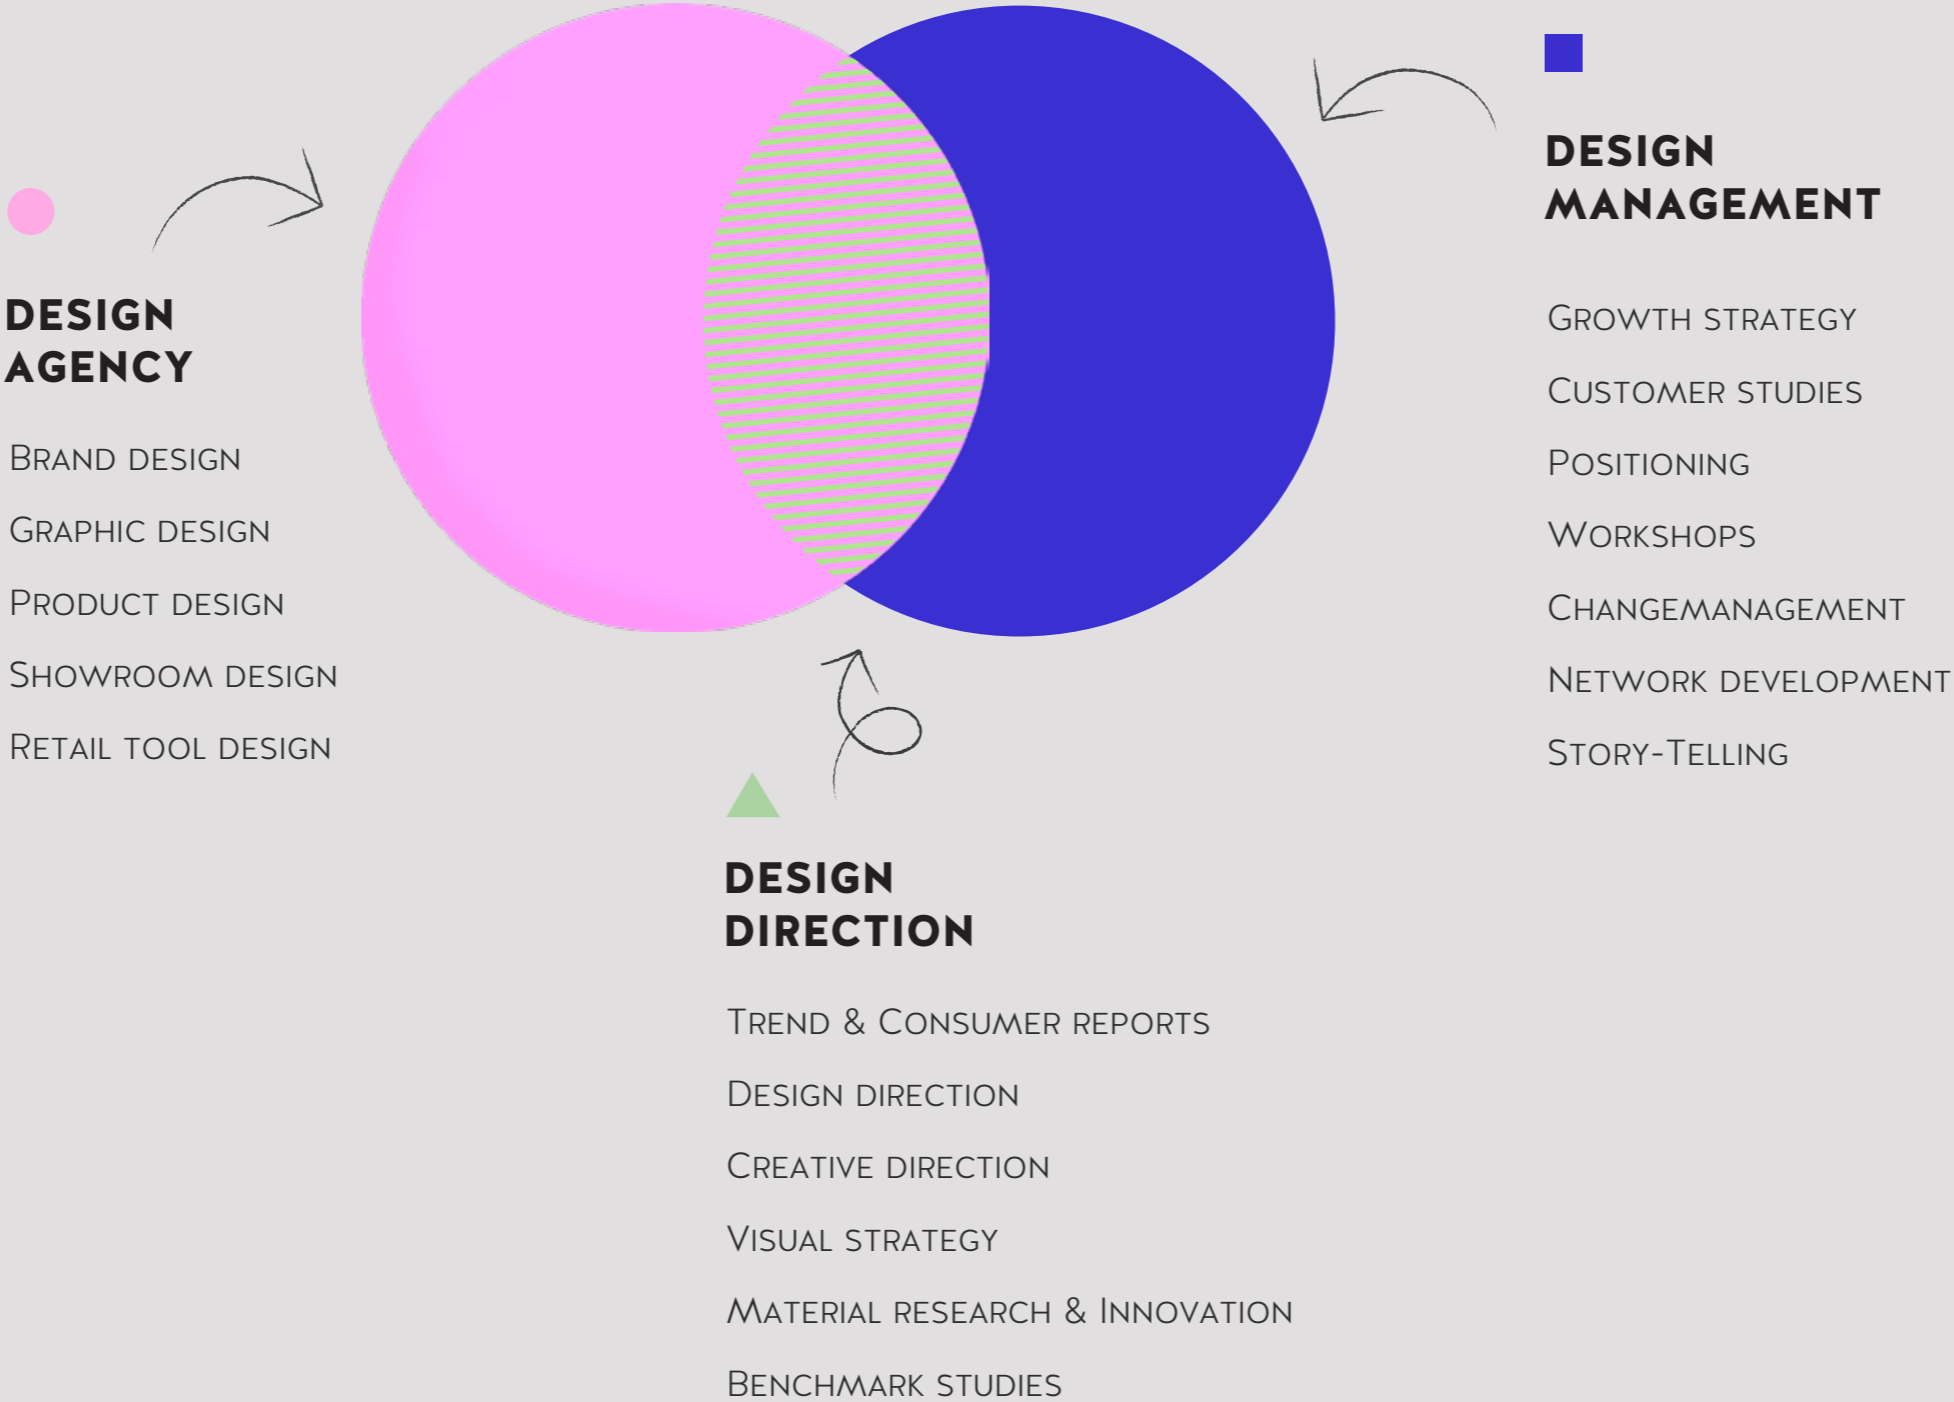 DESIGN
AGENCY
Brand design
Graphic design
Product design
Showroom design
Retail tool design
DESIGN
MANAGEMENT
Growth strategy
Customer studies
Positioning
Workshops
Changemanagement
Network development
Story-Telling
DESIGN
DIRECTION
Trend & Consumer reports
Design direction
Creative direction
Visual strategy
Material research & Innovation
Benchmark studies